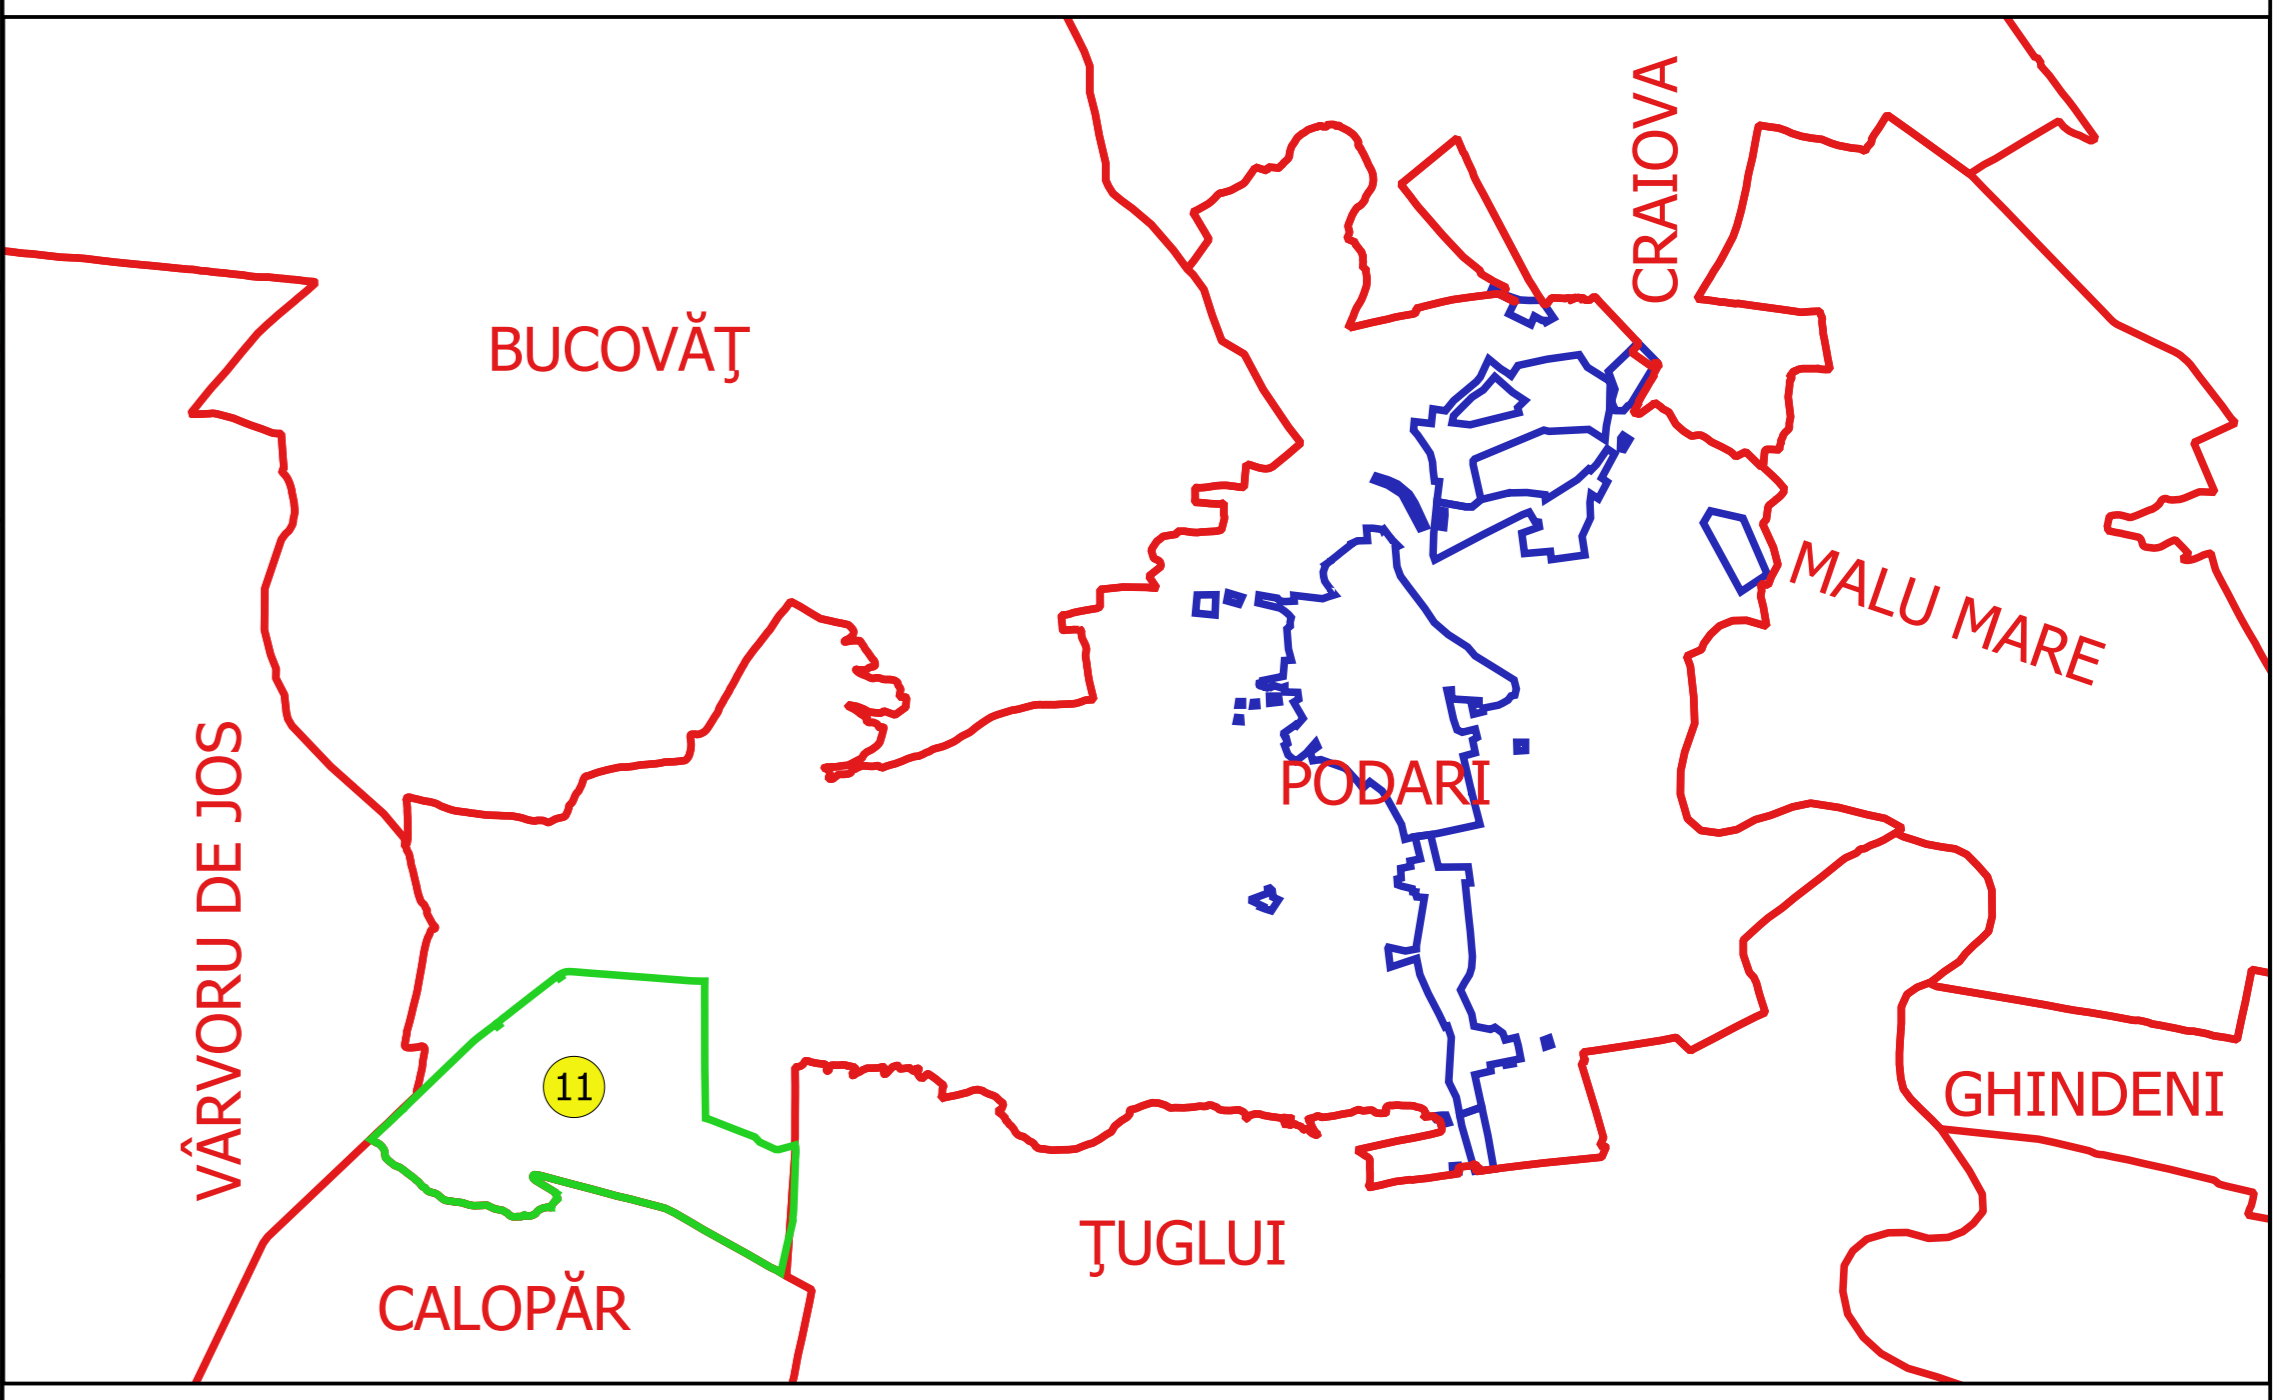 CRAIOVA
BUCOVĂŢ
MALU MARE
VÂRVORU DE JOS
PODARI
11
GHINDENI
ŢUGLUI
CALOPĂR